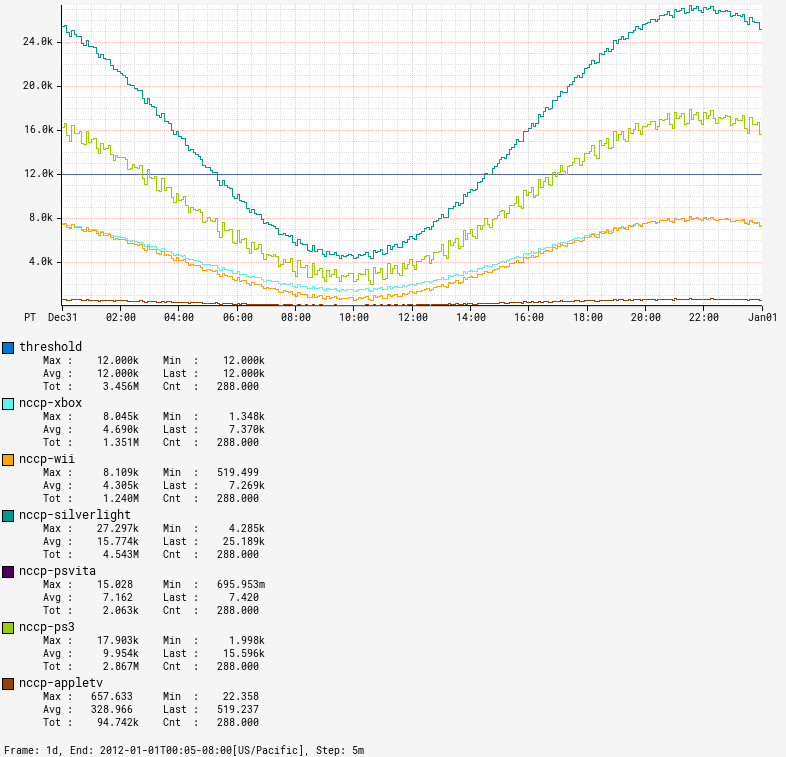 24.0k
20.0k
16.0k
12.0k
8.0k
4.0k
PT Dec31 02:00 04:00 06:00 08:00 10:00 12:00 14:00 16:00 18:00 20:00 22:00 Jan01
threshold
Max : 12.000k Min : 12.000k
Avg : 12.000k Last : 12.000k
Tot : 3.456M Cnt : 288.000
nccp-xbox
Max : 8.045k Min : 1.348k
Avg : 4.690k Last : 7.370k
Tot : 1.351M Cnt : 288.000
nccp-wii
Max : 8.109k Min : 519.499
Avg : 4.305k Last : 7.269k
Tot : 1.240M Cnt : 288.000
nccp-silverlight
Max : 27.297k Min : 4.285k
Avg : 15.774k Last : 25.189k
Tot : 4.543M Cnt : 288.000
nccp-psvita
Max : 15.028 Min : 695.953m
Avg : 7.162 Last : 7.420
Tot : 2.063k Cnt : 288.000
nccp-ps3
Max : 17.903k Min : 1.998k
Avg : 9.954k Last : 15.596k
Tot : 2.867M Cnt : 288.000
nccp-appletv
Max : 657.633 Min : 22.358
Avg : 328.966 Last : 519.237
Tot : 94.742k Cnt : 288.000
Frame: 1d, End: 2012-01-01T00:05-08:00[US/Pacific], Step: 5m